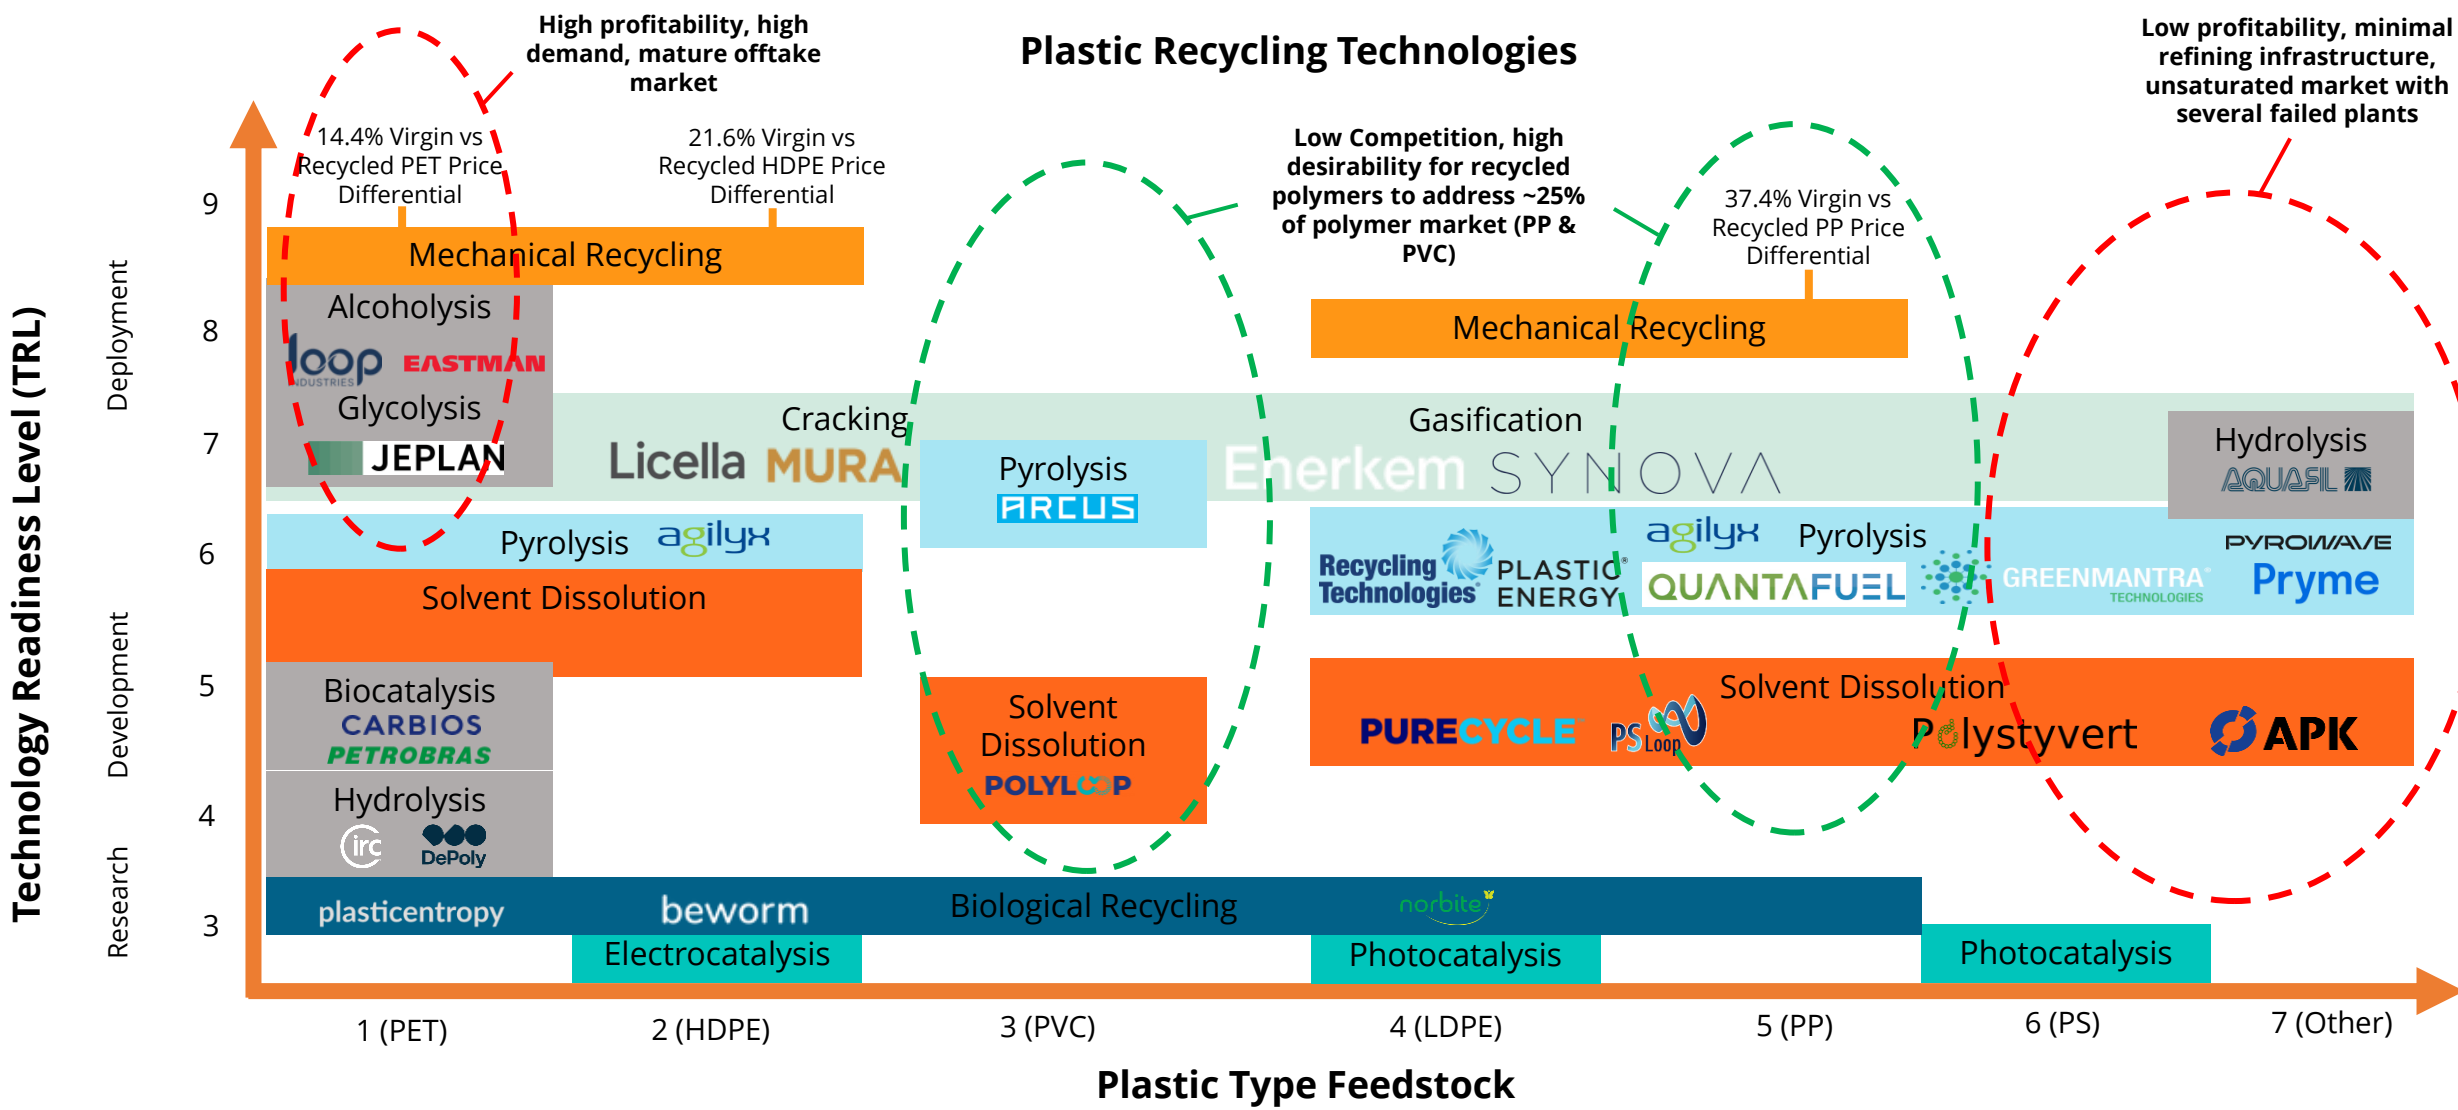 High profitability, high
demand, mature offtake
market
Plastic Recycling Technologies
Low profitability, minimal
refining infrastructure,
unsaturated market with
several failed plants
14.4% Virgin vs
Recycled PET Price
Differential
21.6% Virgin vs
Recycled HDPE Price
Differential
Low Competition, high
desirability for recycled
polymers to address ~25%
of polymer market (PP &
PVC)
37.4% Virgin vs
Recycled PP Price
Differential
Technology Readiness Level (TRL)
Deployment
Development
Research
9
8
7
6
5
4
3
Mechanical Recycling
Alcoholysis
loop
INDUSTRIES
EASTMAN
Glycolysis
JEPLAN
Mechanical Recycling
Cracking
Licella
MURA
Gasification
Enerkem
SYNOVA
Pyrolysis
ARCUS
Hydrolysis
AQUAFIL
Pyrolysis
agilyx
Solvent Dissolution
Recycling
Technologies
PLASTIC
ENERGY
agilyx
Pyrolysis
QUANTAFUEL
GREENMANTRA®
TECHNOLOGIES
PYROWAVE
Pryme
Biocatalysis
CARBIOS
PETROBRAS
Solvent
Dissolution
POLYLOOP
Solvent Dissolution
PURECYCLE
PS
Loop
Polystyvert
APK
Hydrolysis
circ
DePoly
plasticentropy
beworm
Biological Recycling
norbite
Electrocatalysis
Photocatalysis
Photocatalysis
1 (PET)
2 (HDPE)
3 (PVC)
4 (LDPE)
5 (PP)
6 (PS)
7 (Other)
Plastic Type Feedstock